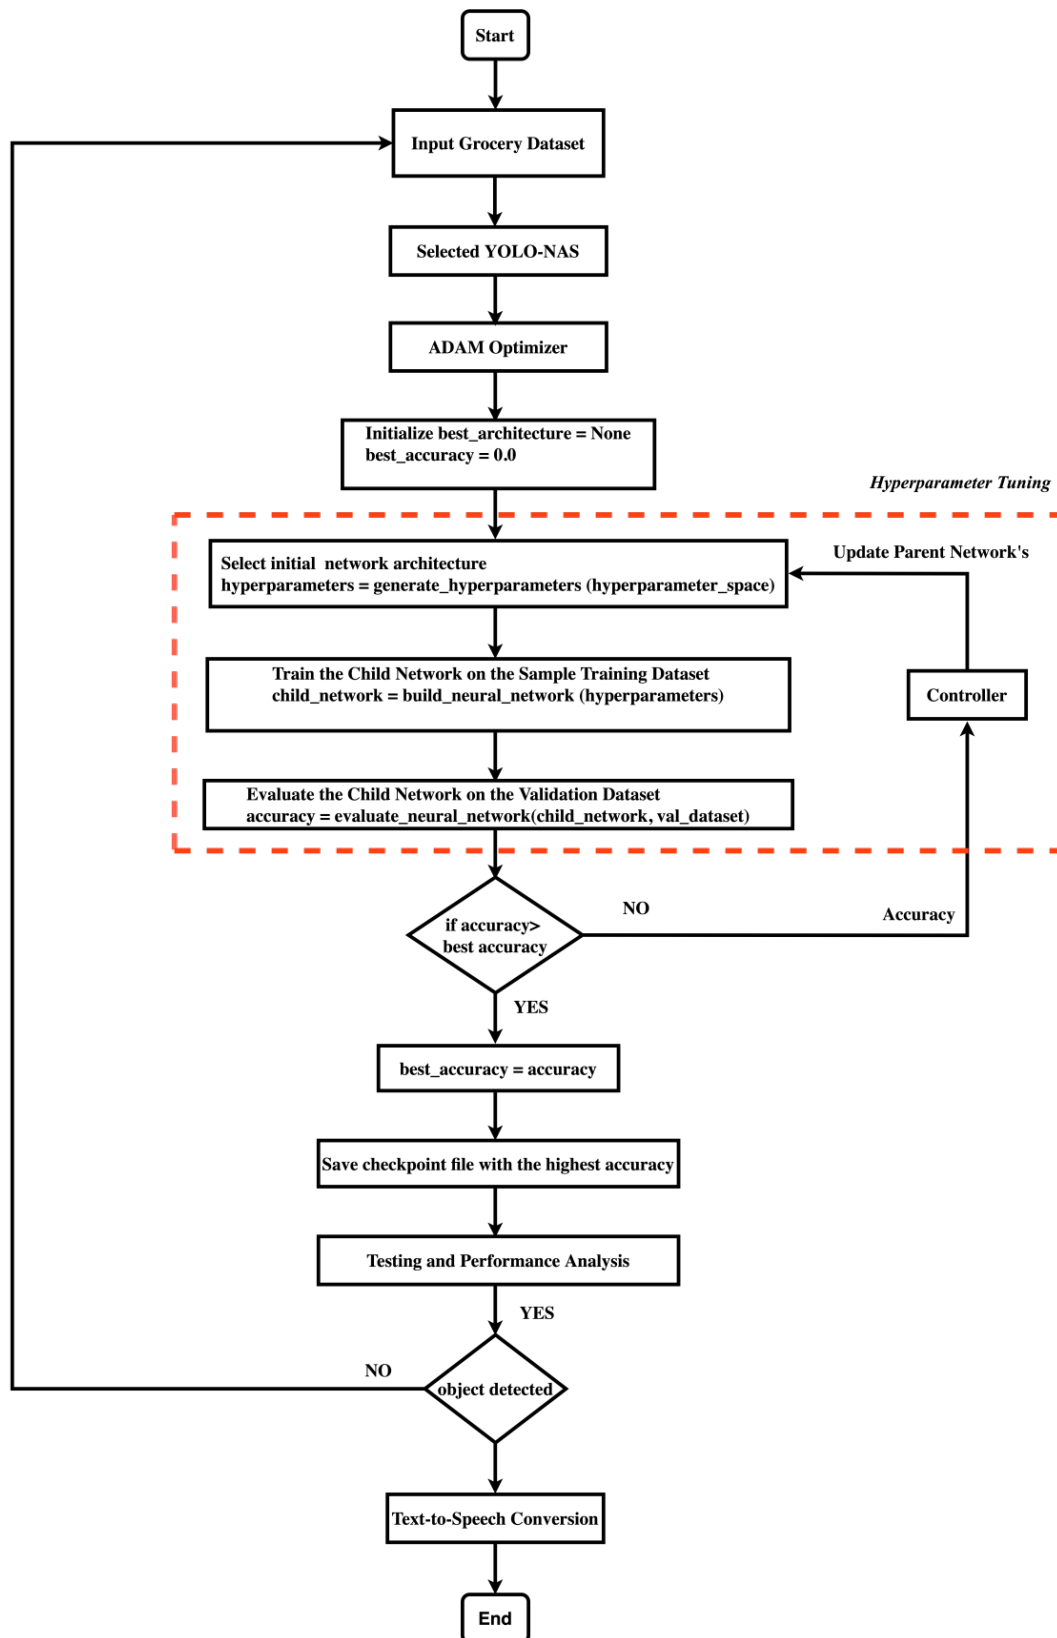 Start
Input Grocery Dataset
Selected YOLO-NAS
ADAM Optimizer
Initialize best_architecture = None
best_accuracy = 0.0
Hyperparameter Tuning
Update Parent Network's
Select initial network architecture
hyperparameters = generate_hyperparameters (hyperparameter_space)
Train the Child Network on the Sample Training Dataset
child_network = build_neural_network (hyperparameters)
Controller
Evaluate the Child Network on the Validation Dataset
accuracy = evaluate_neural_network(child_network, val_dataset)
NO
Accuracy
if accuracy>
best accuracy
YES
best_accuracy = accuracy
Save checkpoint file with the highest accuracy
Testing and Performance Analysis
YES
NO
object detected
Text-to-Speech Conversion
End